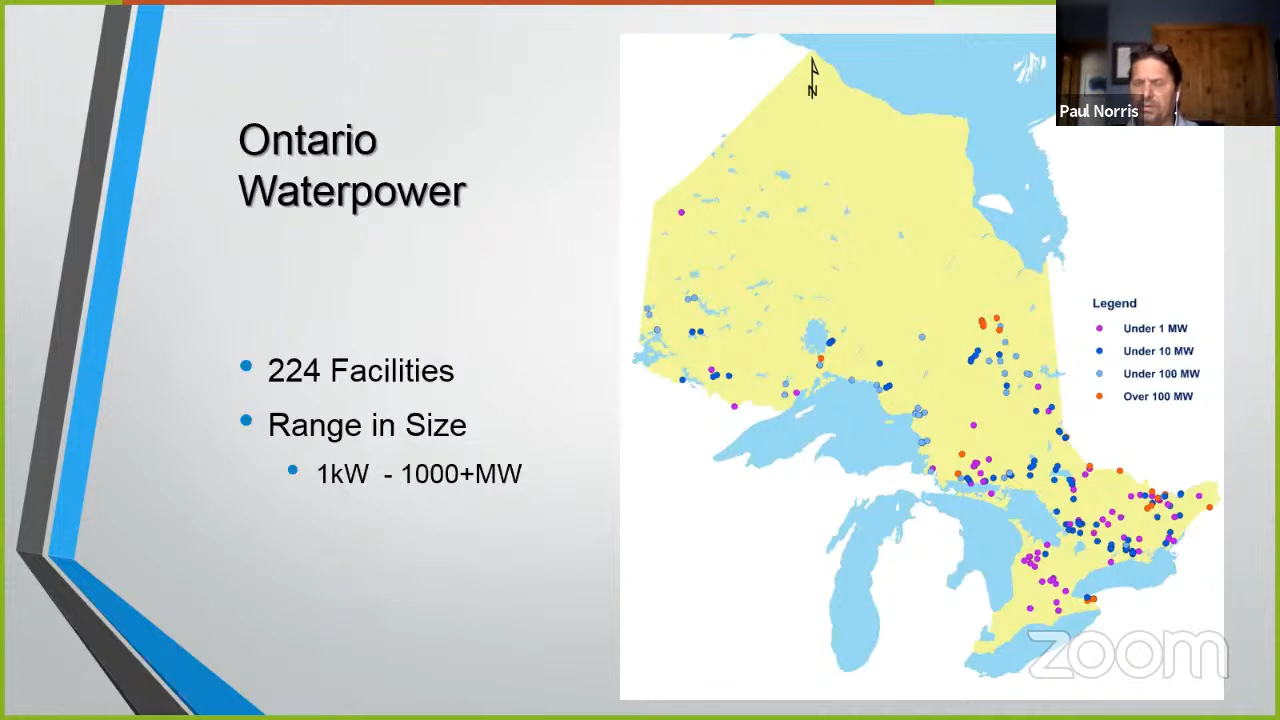 Ontario
Waterpower
224 Facilities
Range in Size
1kW - 1000+MW
N
Legend
Under 1 MW
Under 10 MW
Under 100 MW
Over 100 MW
Paul Norris
zoom